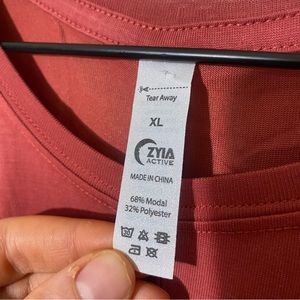 Tear Away
XL
ZYIA
ACTIVE
MADE IN CHINA
68% Modal
32% Polyester